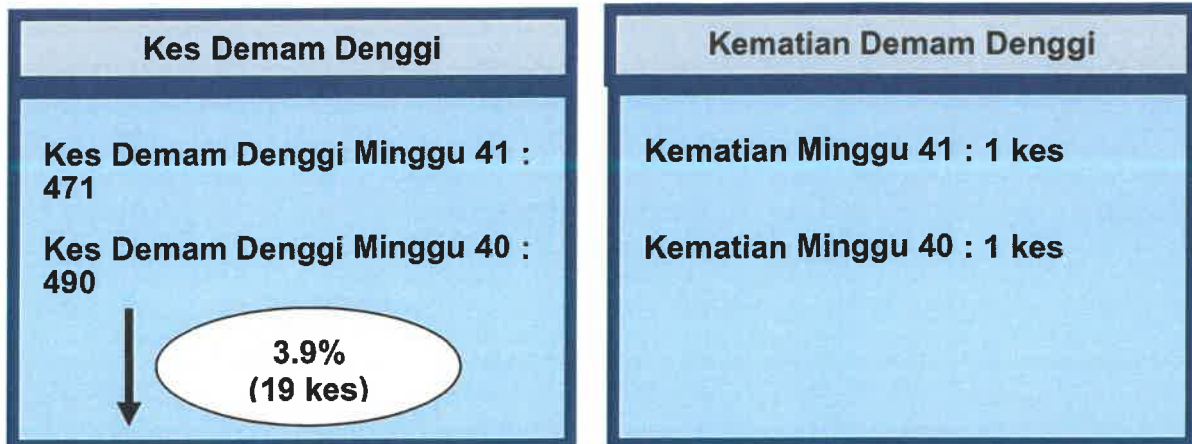 Kes Demam Denggi
Kes Demam Denggi Minggu 41 :
471
Kes Demam Denggi Minggu 40 :
490
3.9%
(19 kes)
Kematian Demam Denggi
Kematian Minggu 41 : 1 kes
Kematian Minggu 40 : 1 kes